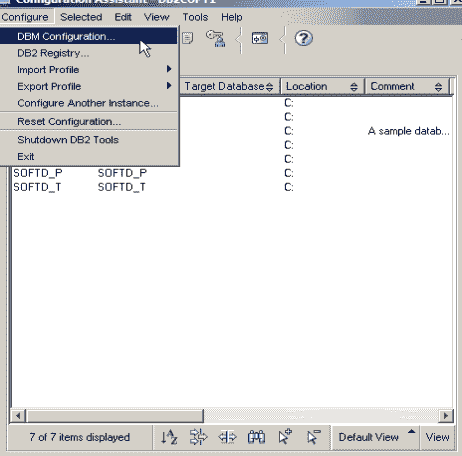 Configuration Assistant - DB2COPY1
Configure Selected Edit View Tools Help
DBM Configuration...
DB2 Registry...
Import Profile
Export Profile
Configure Another Instance...
Reset Configuration...
Shutdown DB2 Tools
Exit
Target Database Location Comment
C:
C:
C: A sample datab...
C:
C:
SOFTD_P SOFTD_P C:
SOFTD_T SOFTD_T C:
7 of 7 items displayed Default View View